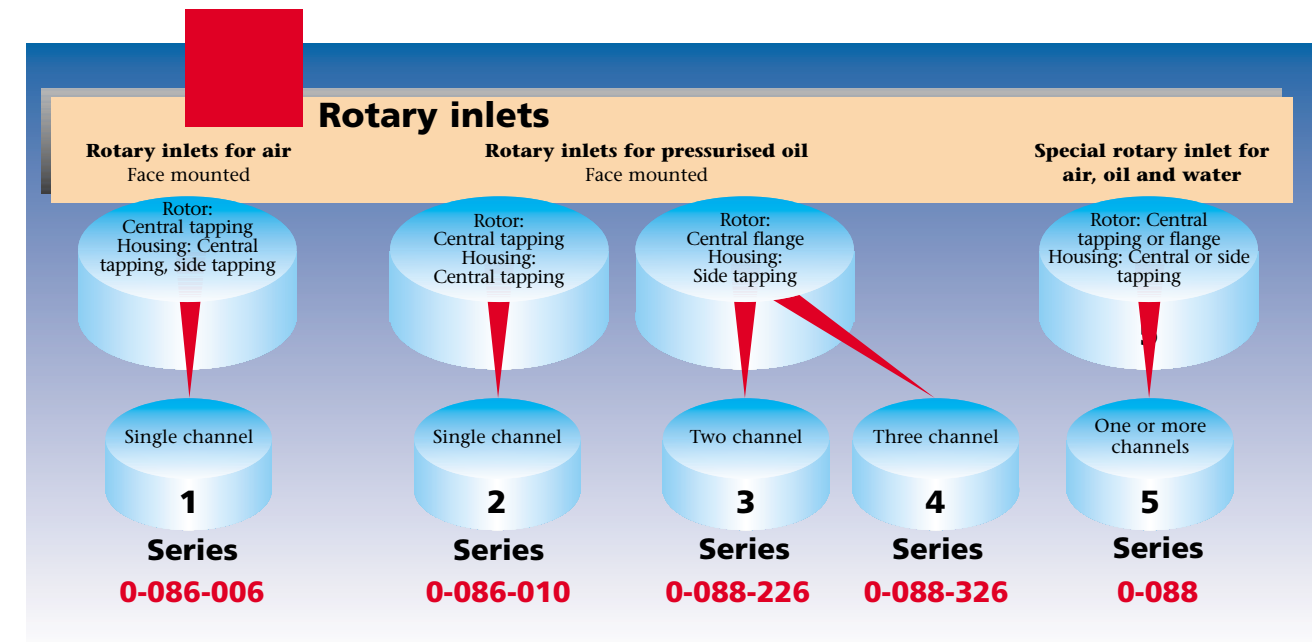 Rotary inlets
Rotary inlets for air
Face mounted
Rotor:
Central tapping
Housing: Central
tapping, side tapping
Single channel
1
Series
0-086-006
Rotary inlets for pressurised oil
Face mounted
Rotor:
Central tapping
Housing:
Central tapping
Single channel
2
Series
0-086-010
Rotor:
Central flange
Housing:
Side tapping
Two channel
3
Series
0-088-226
Three channel
4
Series
0-088-326
Special rotary inlet for
air, oil and water
Rotor: Central
tapping or flange
Housing: Central or side
tapping
One or more
channels
5
Series
0-088